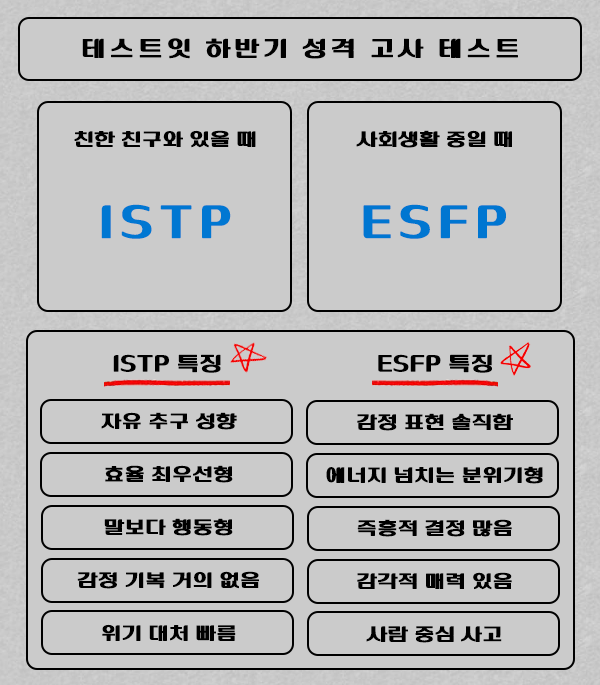 테스트잇 하반기 성격 고사 테스트
친한 친구와 있을 때
ISTP
사회생활 중일 때
ESFP
ISTP 특징
자유 추구 성향
효율 최우선형
말보다 행동형
감정 기복 거의 없음
위기 대처 빠름
ESFP 특징
감정 표현 솔직함
에너지 넘치는 분위기형
즉흥적 결정 많음
감각적 매력 있음
사람 중심 사고